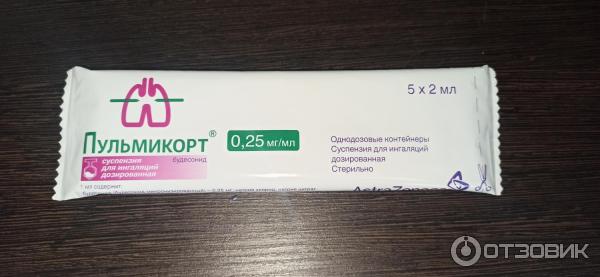 5 x 2 мл
ПУЛЬМИКОРТ®
0,25 мг/мл
будесонид
суспензия
для ингаляций
дозированная
Однодозовые контейнеры
Суспензия для ингаляций
дозированная
Стерильно
1 мл содержит:
AstraZeneca
ОТЗОВИК